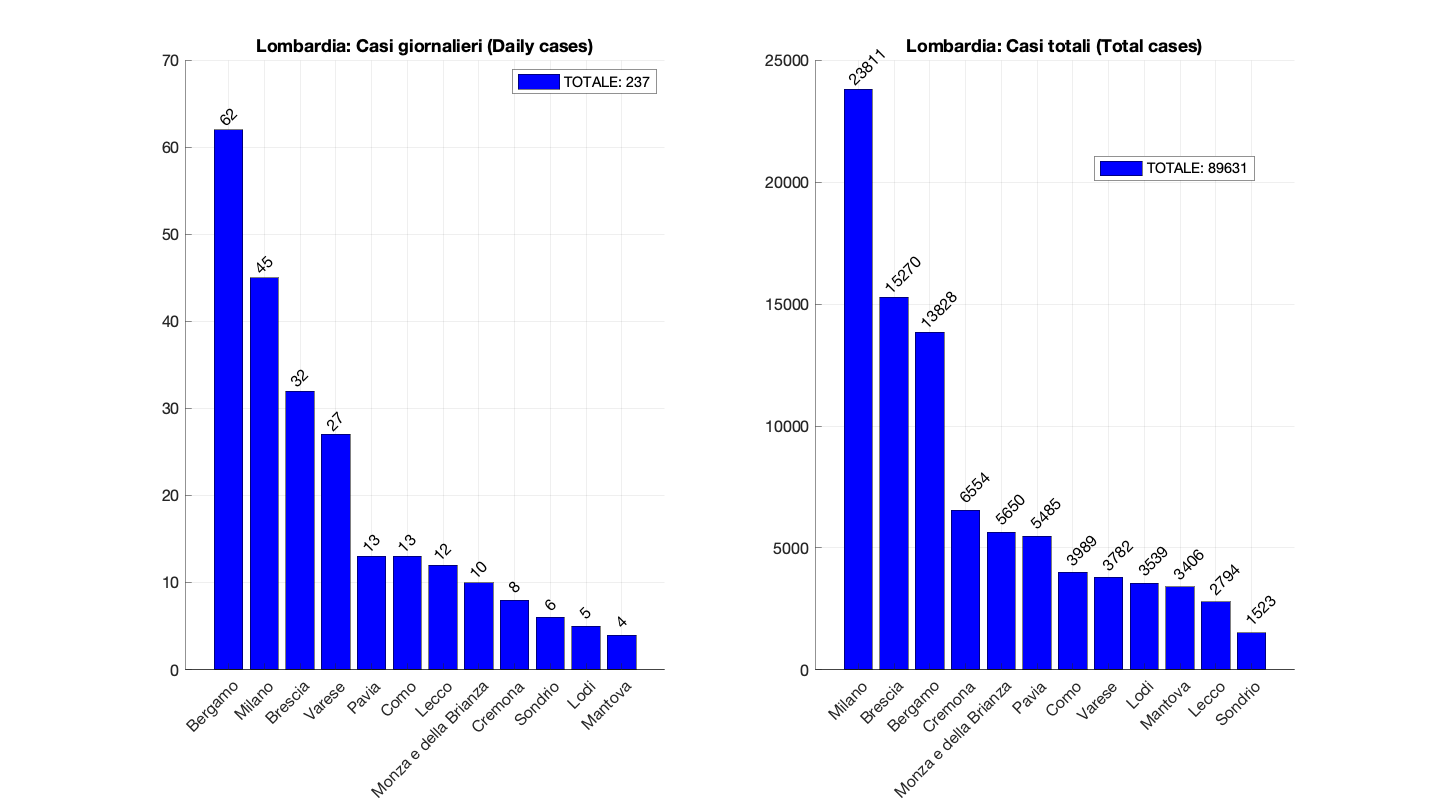 Lombardia: Casi giornalieri (Daily cases)
TOTALE: 237
70
60
50
40
30
20
10
0
62
45
32
27
13
13
12
10
8
6
5
4
Bergamo
Milano
Brescia
Varese
Pavia
Como
Lecco
Monza e della Brianza
Cremona
Sondrio
Lodi
Mantova
Lombardia: Casi totali (Total cases)
TOTALE: 89631
25000
20000
15000
10000
5000
0
23811
15270
13828
6554
5650
5485
3989
3782
3539
3406
2794
1523
Milano
Brescia
Bergamo
Cremona
Monza e della Brianza
Pavia
Como
Varese
Lodi
Mantova
Lecco
Sondrio